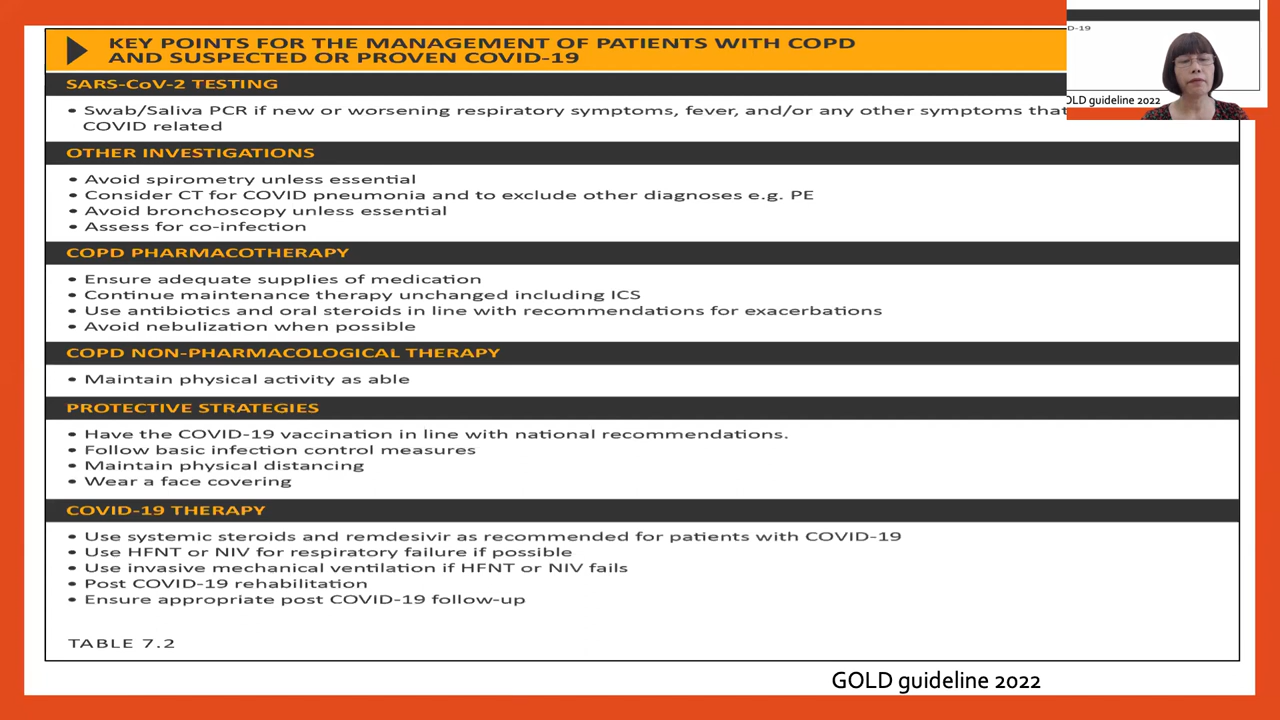 KEY POINTS FOR THE MANAGEMENT OF PATIENTS WITH COPD
AND SUSPECTED OR PROVEN COVID-19
D-19
OLD guideline 2022
SARS-CoV-2 TESTING
• Swab/Saliva PCR if new or worsening respiratory symptoms, fever, and/or any other symptoms that
COVID related
OTHER INVESTIGATIONS
• Avoid spirometry unless essential
• Consider CT for COVID pneumonia and to exclude other diagnoses e.g. PE
• Avoid bronchoscopy unless essential
• Assess for co-infection
COPD PHARMACOTHERAPY
• Ensure adequate supplies of medication
• Continue maintenance therapy unchanged including ICS
• Use antibiotics and oral steroids in line with recommendations for exacerbations
• Avoid nebulization when possible
COPD NON-PHARMACOLOGICAL THERAPY
• Maintain physical activity as able
PROTECTIVE STRATEGIES
• Have the COVID-19 vaccination in line with national recommendations.
• Follow basic infection control measures
• Maintain physical distancing
• Wear a face covering
COVID-19 THERAPY
• Use systemic steroids and remdesivir as recommended for patients with COVID-19
• Use HFNT or NIV for respiratory failure if possible
• Use invasive mechanical ventilation if HFNT or NIV fails
• Post COVID-19 rehabilitation
• Ensure appropriate post COVID-19 follow-up
TABLE 7.2
GOLD guideline 2022